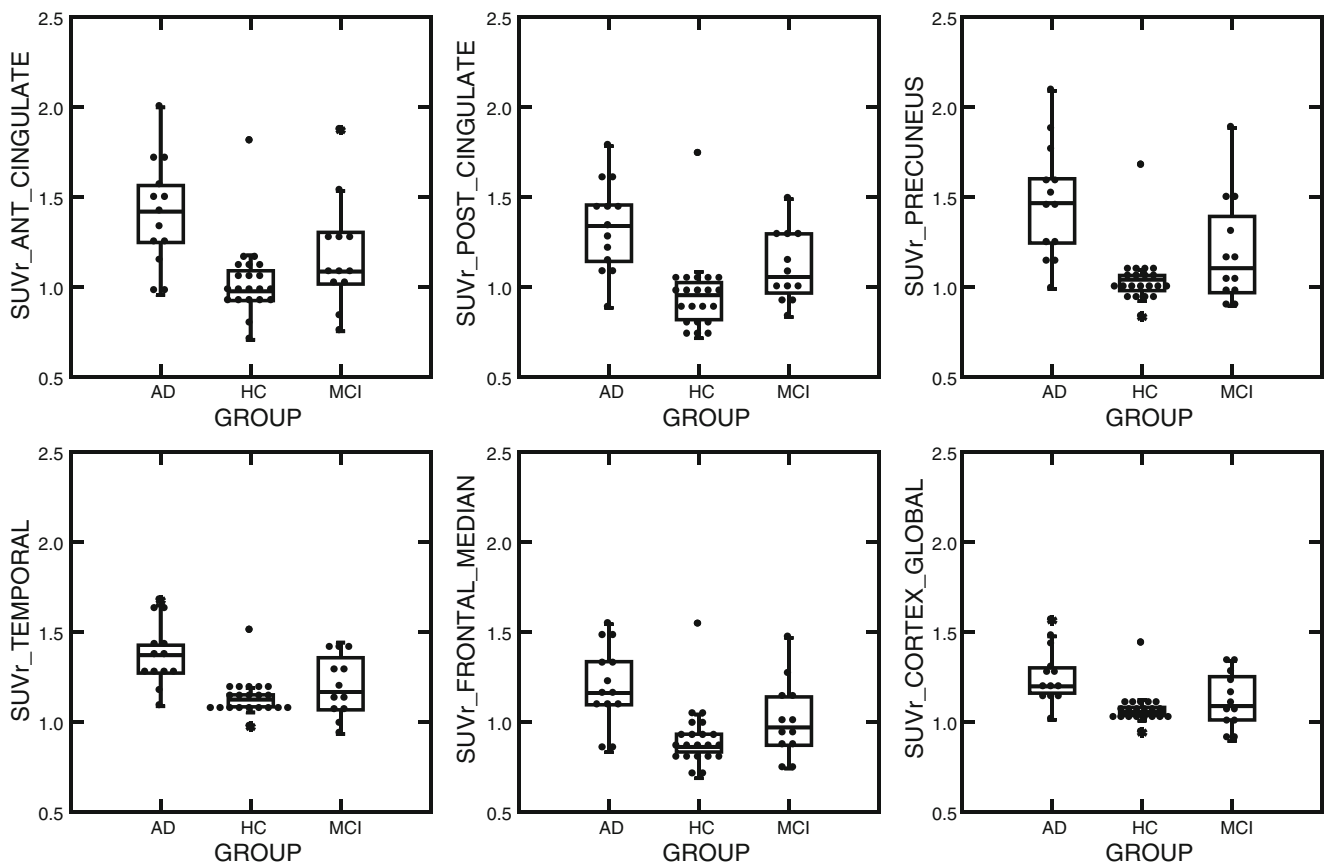 2.5
2.0
1.5
1.0
0.5
SUVr_ANT_CINGULATE
AD HC MCI
GROUP
2.5
2.0
1.5
1.0
0.5
SUVr_POST_CINGULATE
AD HC MCI
GROUP
2.5
2.0
1.5
1.0
0.5
SUVr_PRECUNEUS
AD HC MCI
GROUP
2.5
2.0
1.5
1.0
0.5
SUVr_TEMPORAL
AD HC MCI
GROUP
2.5
2.0
1.5
1.0
0.5
SUVr_FRONTAL_MEDIAN
AD HC MCI
GROUP
2.5
2.0
1.5
1.0
0.5
SUVr_CORTEX_GLOBAL
AD HC MCI
GROUP